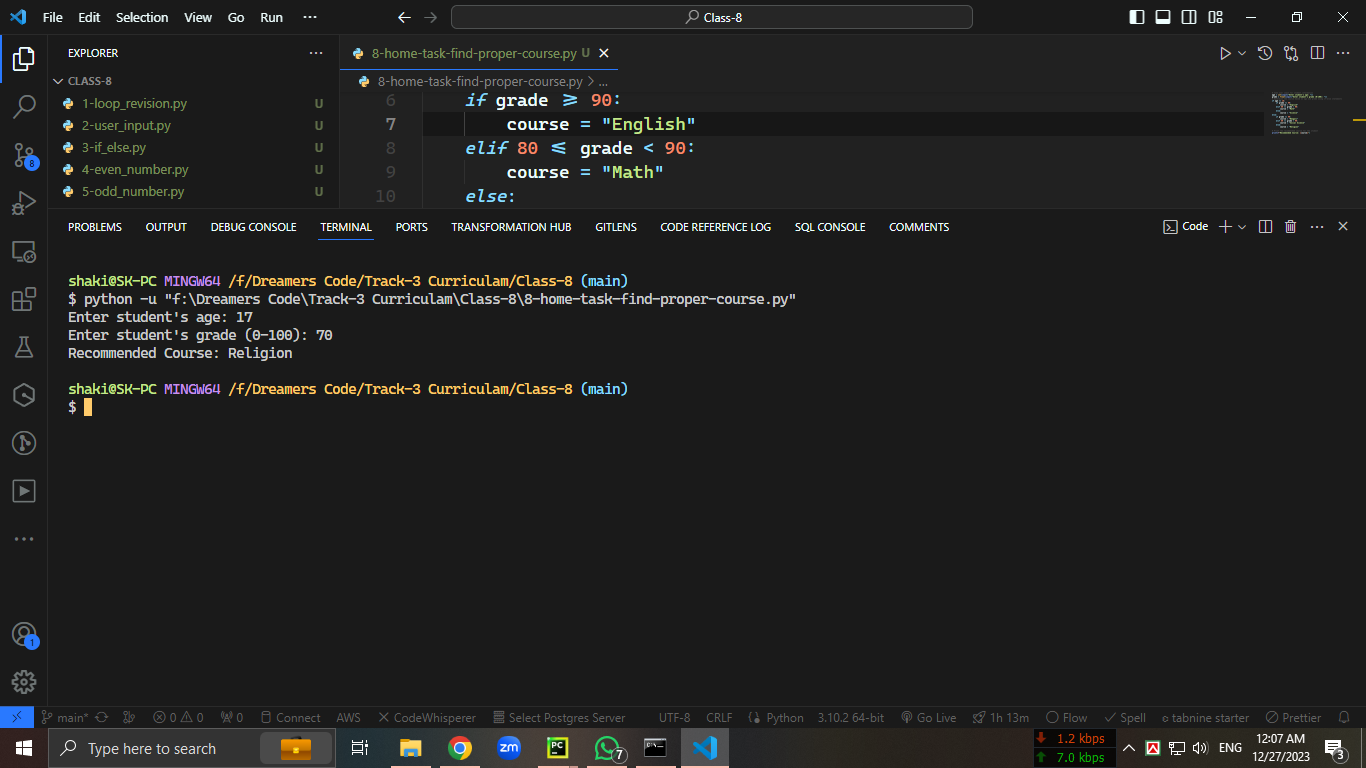 File Edit Selection View Go Run ···
Class-8
EXPLORER
CLASS-8
1-loop_revision.py U
2-user_input.py U
3-if_else.py U
4-even_number.py U
5-odd_number.py U
8-home-task-find-proper-course.py U
8-home-task-find-proper-course.py > ...
6 if grade >= 90:
7 course = "English"
8 elif 80 <= grade < 90:
9 course = "Math"
10 else:
PROBLEMS OUTPUT DEBUG CONSOLE TERMINAL PORTS TRANSFORMATION HUB GITLENS CODE REFERENCE LOG SQL CONSOLE COMMENTS
Code
shaki@SK-PC MINGW64 /f/Dreamers Code/Track-3 Curriculam/Class-8 (main)
$ python -u "f:\Dreamers Code\Track-3 Curriculam\Class-8\8-home-task-find-proper-course.py"
Enter student's age: 17
Enter student's grade (0-100): 70
Recommended Course: Religion
shaki@SK-PC MINGW64 /f/Dreamers Code/Track-3 Curriculam/Class-8 (main)
$
8
1
main* 0 0 0 Connect AWS CodeWhisperer Select Postgres Server UTF-8 CRLF Python 3.10.2 64-bit Go Live 1h 13m Flow Spell tabnine starter Prettier
Type here to search
zm
PC
7
1.2 kbps
7.0 kbps
ENG
12:07 AM
12/27/2023
3